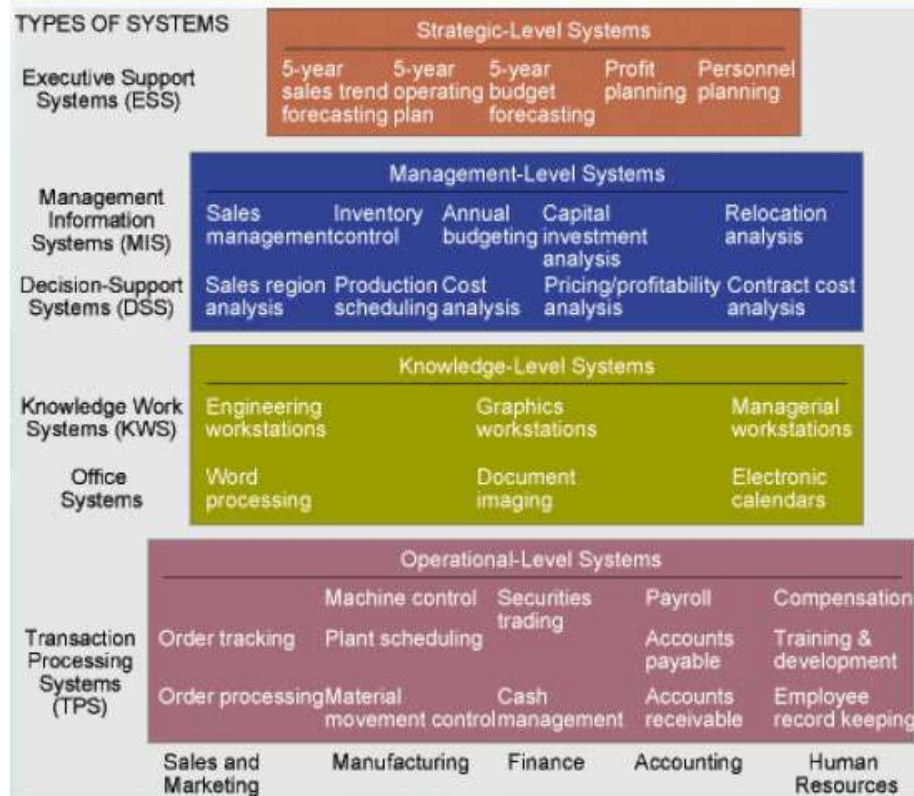 TYPES OF SYSTEMS
Strategic-Level Systems
Executive Support
Systems (ESS)
5-year
sales trend
forecasting
5-year
operating
plan
5-year
budget
forecasting
Profit
planning
Personnel
planning
Management-Level Systems
Management
Information
Systems (MIS)
Sales
management
Inventory
control
Annual
budgeting
Capital
investment
analysis
Relocation
analysis
Decision-Support
Systems (DSS)
Sales region
analysis
Production
scheduling
Cost
analysis
Pricing/profitability
analysis
Contract cost
analysis
Knowledge-Level Systems
Knowledge Work
Systems (KWS)
Engineering
workstations
Graphics
workstations
Managerial
workstations
Office
Systems
Word
processing
Document
imaging
Electronic
calendars
Operational-Level Systems
Transaction
Processing
Systems
(TPS)
Machine control
Securities
trading
Payroll
Compensation
Order tracking
Plant scheduling
Accounts
payable
Training &
development
Order processing
Material
movement control
Cash
management
Accounts
receivable
Employee
record keeping
Sales and
Marketing
Manufacturing
Finance
Accounting
Human
Resources